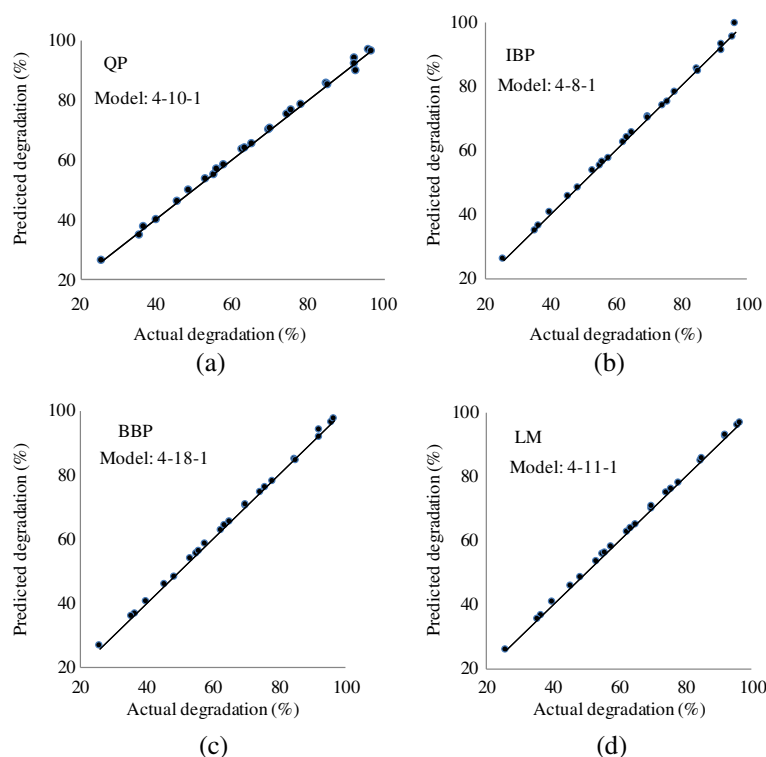 QP
Model: 4-10-1
Predicted degradation (%)
100
80
60
40
20
20 40 60 80 100
Actual degradation (%)
(a)
IBP
Model: 4-8-1
Predicted degradation (%)
100
80
60
40
20
20 40 60 80 100
Actual degradation (%)
(b)
BBP
Model: 4-18-1
Predicted degradation (%)
100
80
60
40
20
20 40 60 80 100
Actual degradation (%)
(c)
LM
Model: 4-11-1
Predicted degradation (%)
100
80
60
40
20
20 40 60 80 100
Actual degradation (%)
(d)